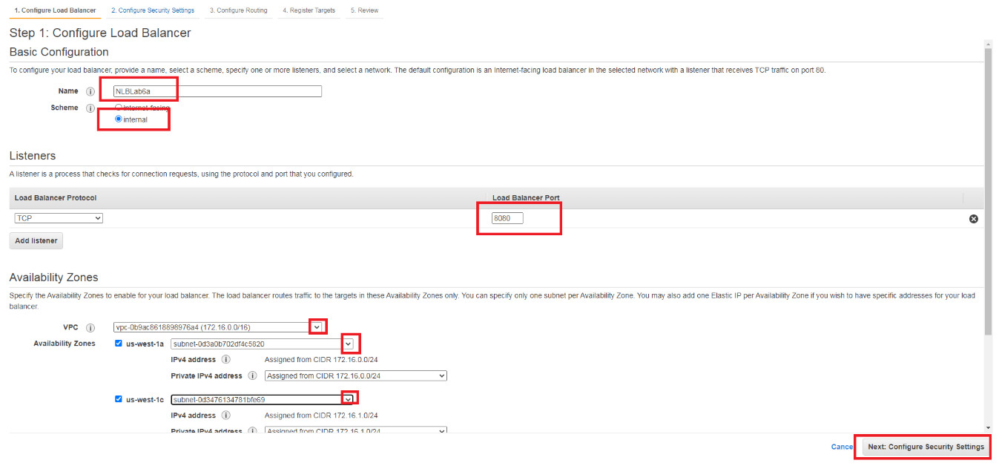 1. Configure Load Balancer 2. Configure Security Settings 3. Configure Routing 4. Register Targets 5. Review
Step 1: Configure Load Balancer
Basic Configuration
To configure your load balancer, provide a name, select a scheme, specify one or more listeners, and select a network. The default configuration is an Internet-facing load balancer in the selected network with a listener that receives TCP traffic on port 80.
Name i NLBLab6a
Scheme i internet-facing
internal
Listeners
A listener is a process that checks for connection requests, using the protocol and port that you configured.
Load Balancer Protocol Load Balancer Port
TCP 8080
Add listener
Availability Zones
Specify the Availability Zones to enable for your load balancer. The load balancer routes traffic to the targets in these Availability Zones only. You can specify only one subnet per Availability Zone. You may also add one Elastic IP per Availability Zone if you wish to have specific addresses for your load
balancer.
VPC i vpc-0b9ac8618898976a4 (172.16.0.0/16)
Availability Zones us-west-1a subnet-0d3a0b702df4c5820
IPv4 address i Assigned from CIDR 172.16.0.0/24
Private IPv4 address i Assigned from CIDR 172.16.0.0/24
us-west-1c subnet-0d3476134781bfe69
IPv4 address i Assigned from CIDR 172.16.1.0/24
Private IPv4 address i Assigned from CIDR 172.16.1.0/24
Cance Next: Configure Security Settings